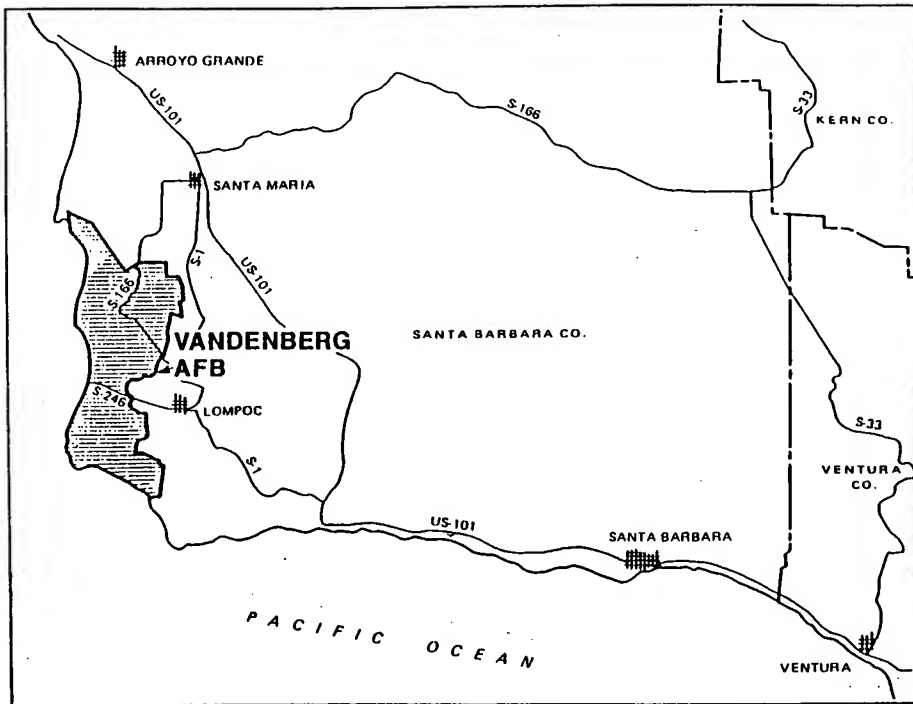 ARROYO GRANDE
US-101
S-166
S-33
KERN CO.
SANTA MARIA
S-1
US-101
S-166
SANTA BARBARA CO.
VANDENBERG
AFB
S-246
LOMPOC
S-1
S-33
VENTURA
CO.
US-101
SANTA BARBARA
PACIFIC OCEAN
VENTURA